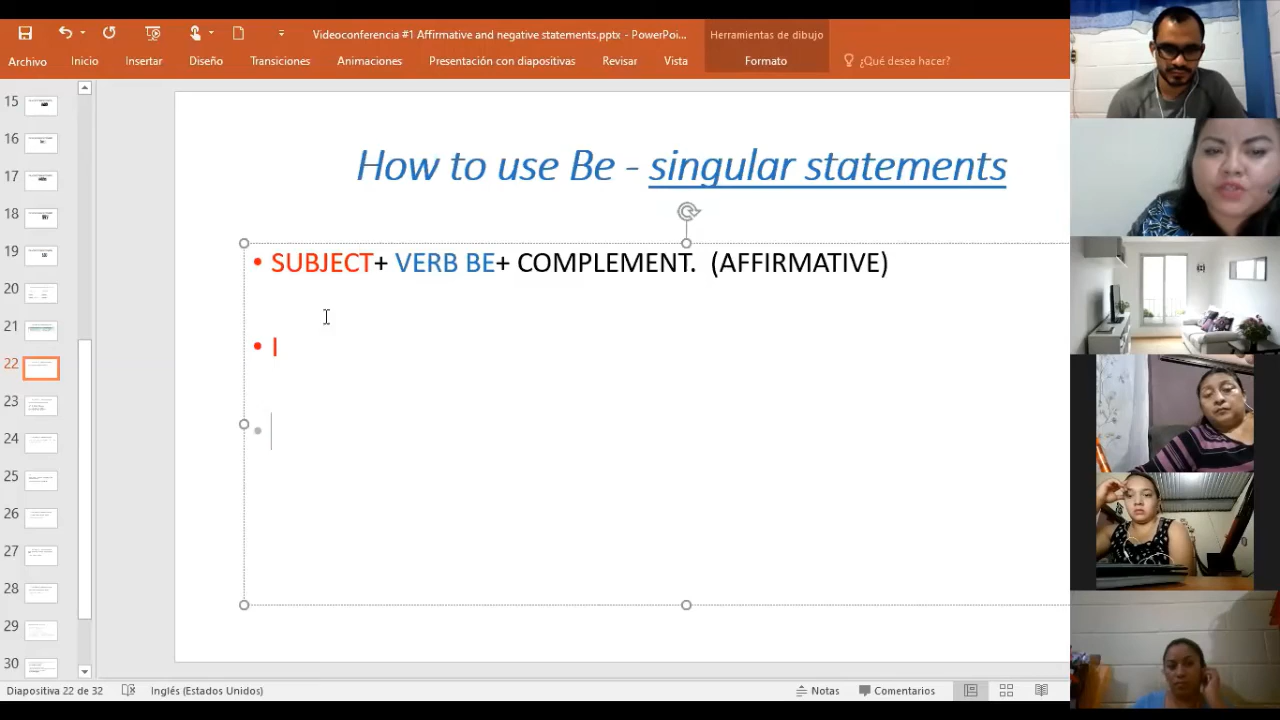 Videoconferencia #1 Affirmative and negative statements.pptx - PowerPoi...
Herramientas de dibujo
Archivo
Inicio
Insertar
Diseño
Transiciones
Animaciones
Presentación con diapositivas
Revisar
Vista
Formato
¿Qué desea hacer?
15
16
17
18
19
20
21
22
23
24
25
26
27
28
29
30
How to use Be - singular statements
• SUBJECT+ VERB BE+ COMPLEMENT. (AFFIRMATIVE)
• I
•
Diapositiva 22 de 32
Inglés (Estados Unidos)
Notas
Comentarios